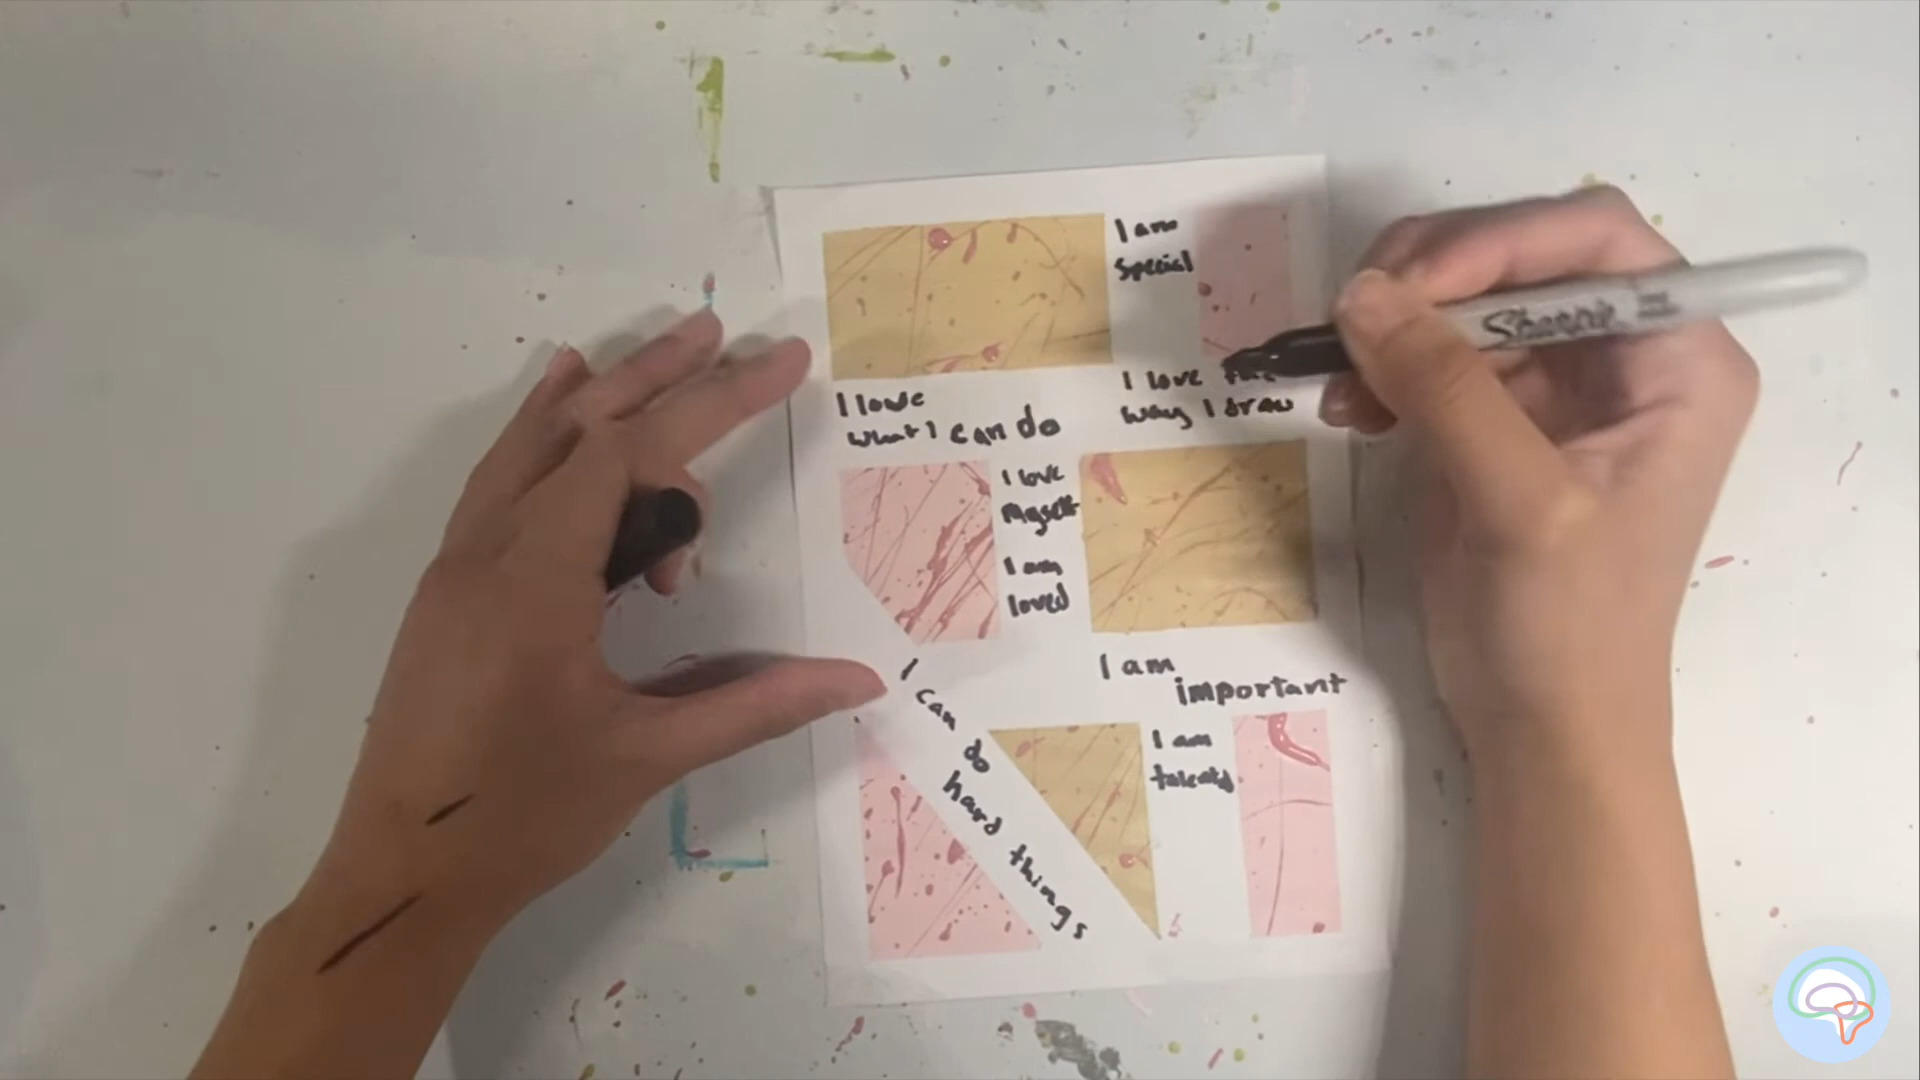 I am
special
I love the
way I draw
I love
what I can do
I love
myself
I am
loved
I am
important
I can do hard things
I am
Sharpie